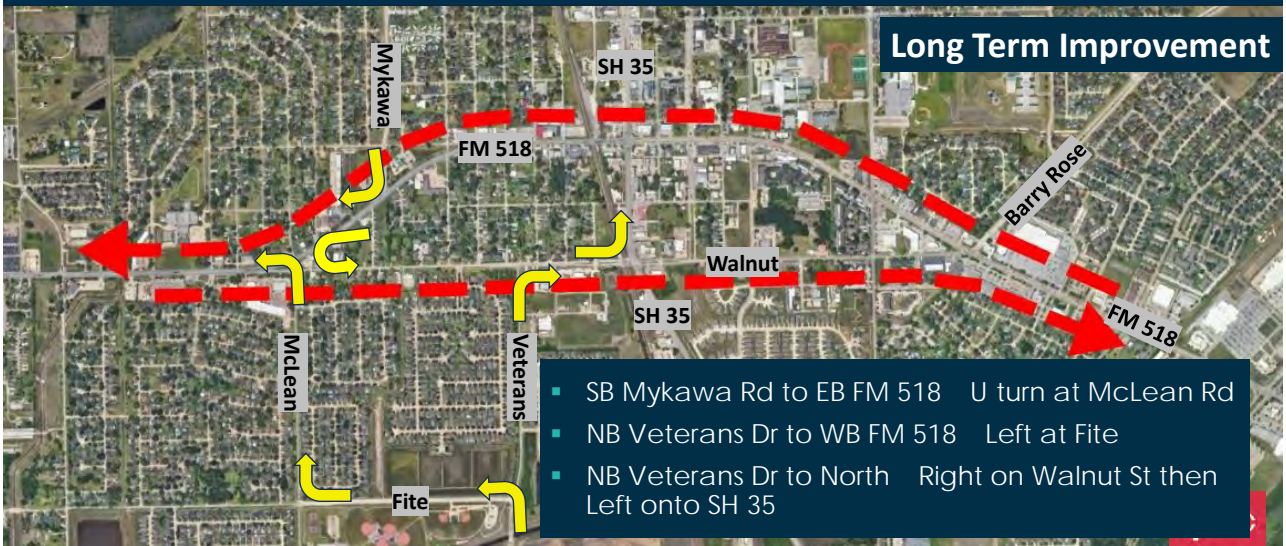 Long Term Improvement
SH 35
Mykawa
FM 518
Barry Rose
Walnut
FM 518
SH 35
McLean
Veterans
Fite
SB Mykawa Rd to EB FM 518 U turn at McLean Rd
NB Veterans Dr to WB FM 518 Left at Fite
NB Veterans Dr to North Right on Walnut St then
Left onto SH 35